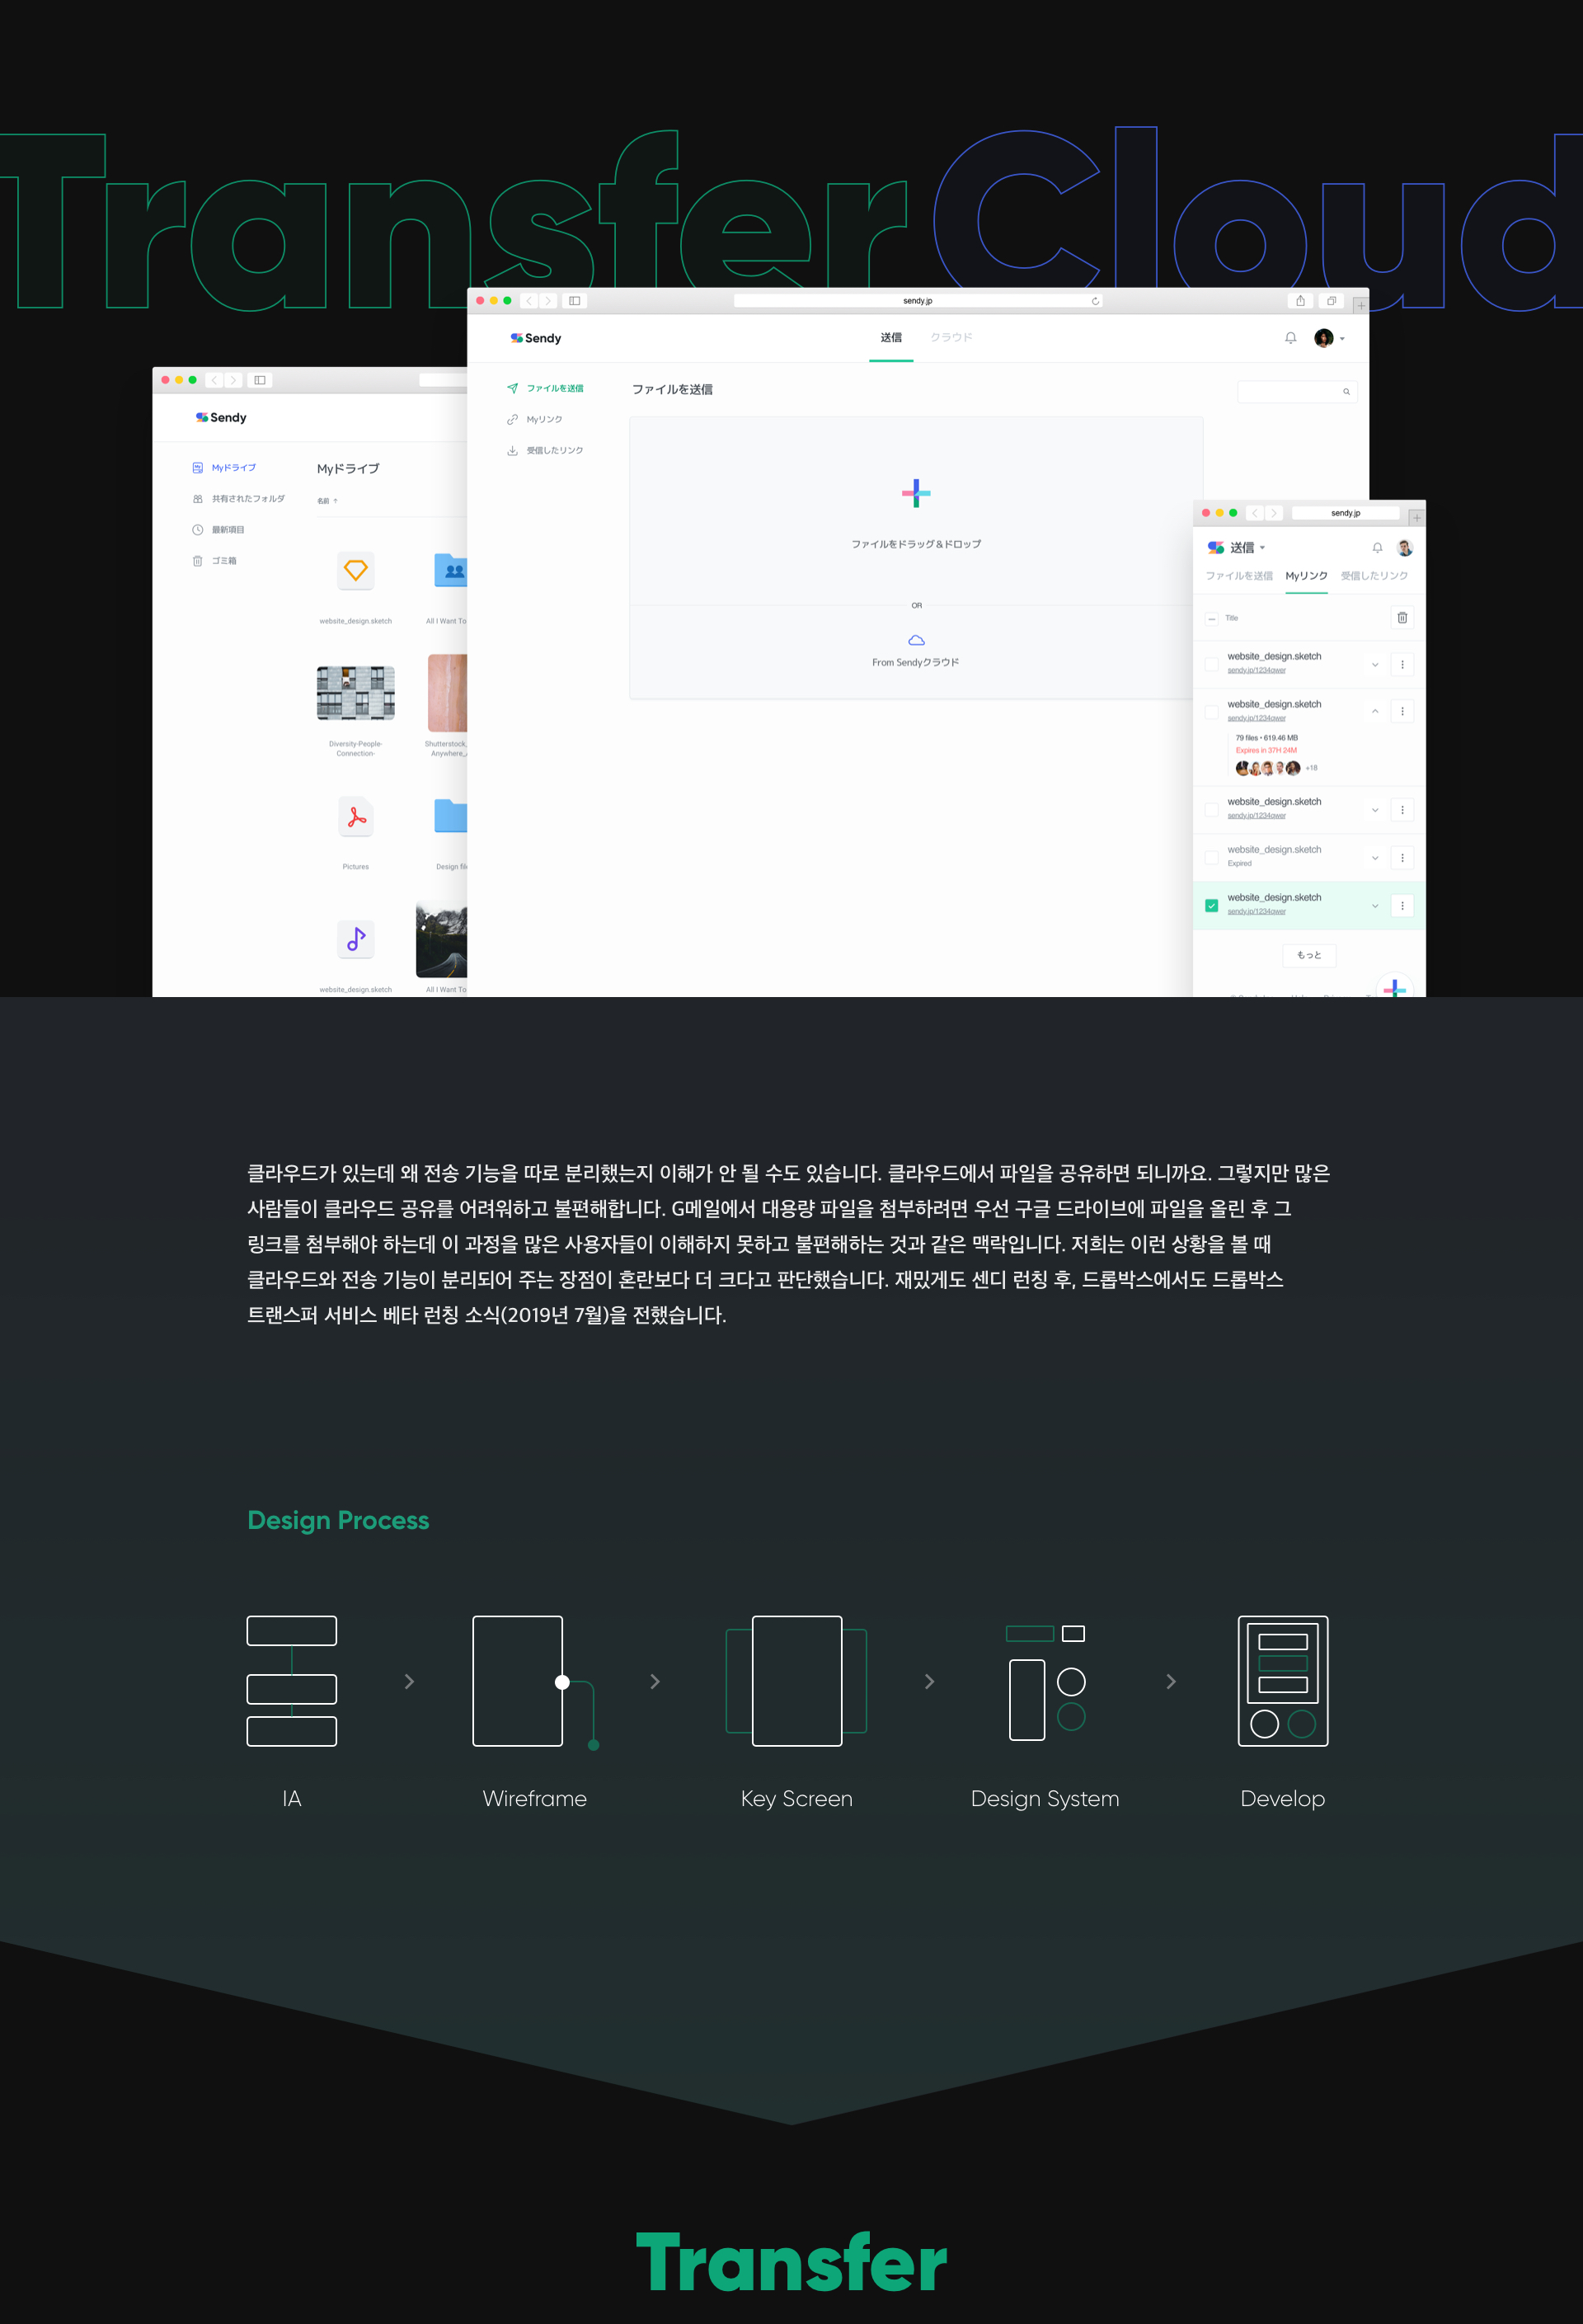 Transfer Cloud
sendy.jp
Sendy
送信
クラウド
ファイルを送信
Myリンク
受信したリンク
ファイルを送信
ファイルをドラッグ&ドロップ
OR
From Sendyクラウド
Sendy
Myドライブ
共有されたフォルダ
最新項目
ゴミ箱
Myドライブ
名前 ↑
website_design.sketch
All I Want To
Diversity-People-
Connection-
Shutterstock_
Anywhere_
Pictures
Design fil
website_design.sketch
All I Want To
sendy.jp
送信
ファイルを送信 Myリンク 受信したリンク
Title
website_design.sketch
sendy.jp/1234qwer
website_design.sketch
sendy.jp/1234qwer
79 files • 619.46 MB
Expires in 37H 24M
+18
website_design.sketch
sendy.jp/1234qwer
website_design.sketch
Expired
website_design.sketch
sendy.jp/1234qwer
もっと
클라우드가 있는데 왜 전송 기능을 따로 분리했는지 이해가 안 될 수도 있습니다. 클라우드에서 파일을 공유하면 되니까요. 그렇지만 많은
사람들이 클라우드 공유를 어려워하고 불편해합니다. G메일에서 대용량 파일을 첨부하려면 우선 구글 드라이브에 파일을 올린 후 그
링크를 첨부해야 하는데 이 과정을 많은 사용자들이 이해하지 못하고 불편해하는 것과 같은 맥락입니다. 저희는 이런 상황을 볼 때
클라우드와 전송 기능이 분리되어 주는 장점이 혼란보다 더 크다고 판단했습니다. 재밌게도 센디 런칭 후, 드롭박스에서도 드롭박스
트랜스퍼 서비스 베타 런칭 소식(2019년 7월)을 전했습니다.
Design Process
IA
Wireframe
Key Screen
Design System
Develop
Transfer